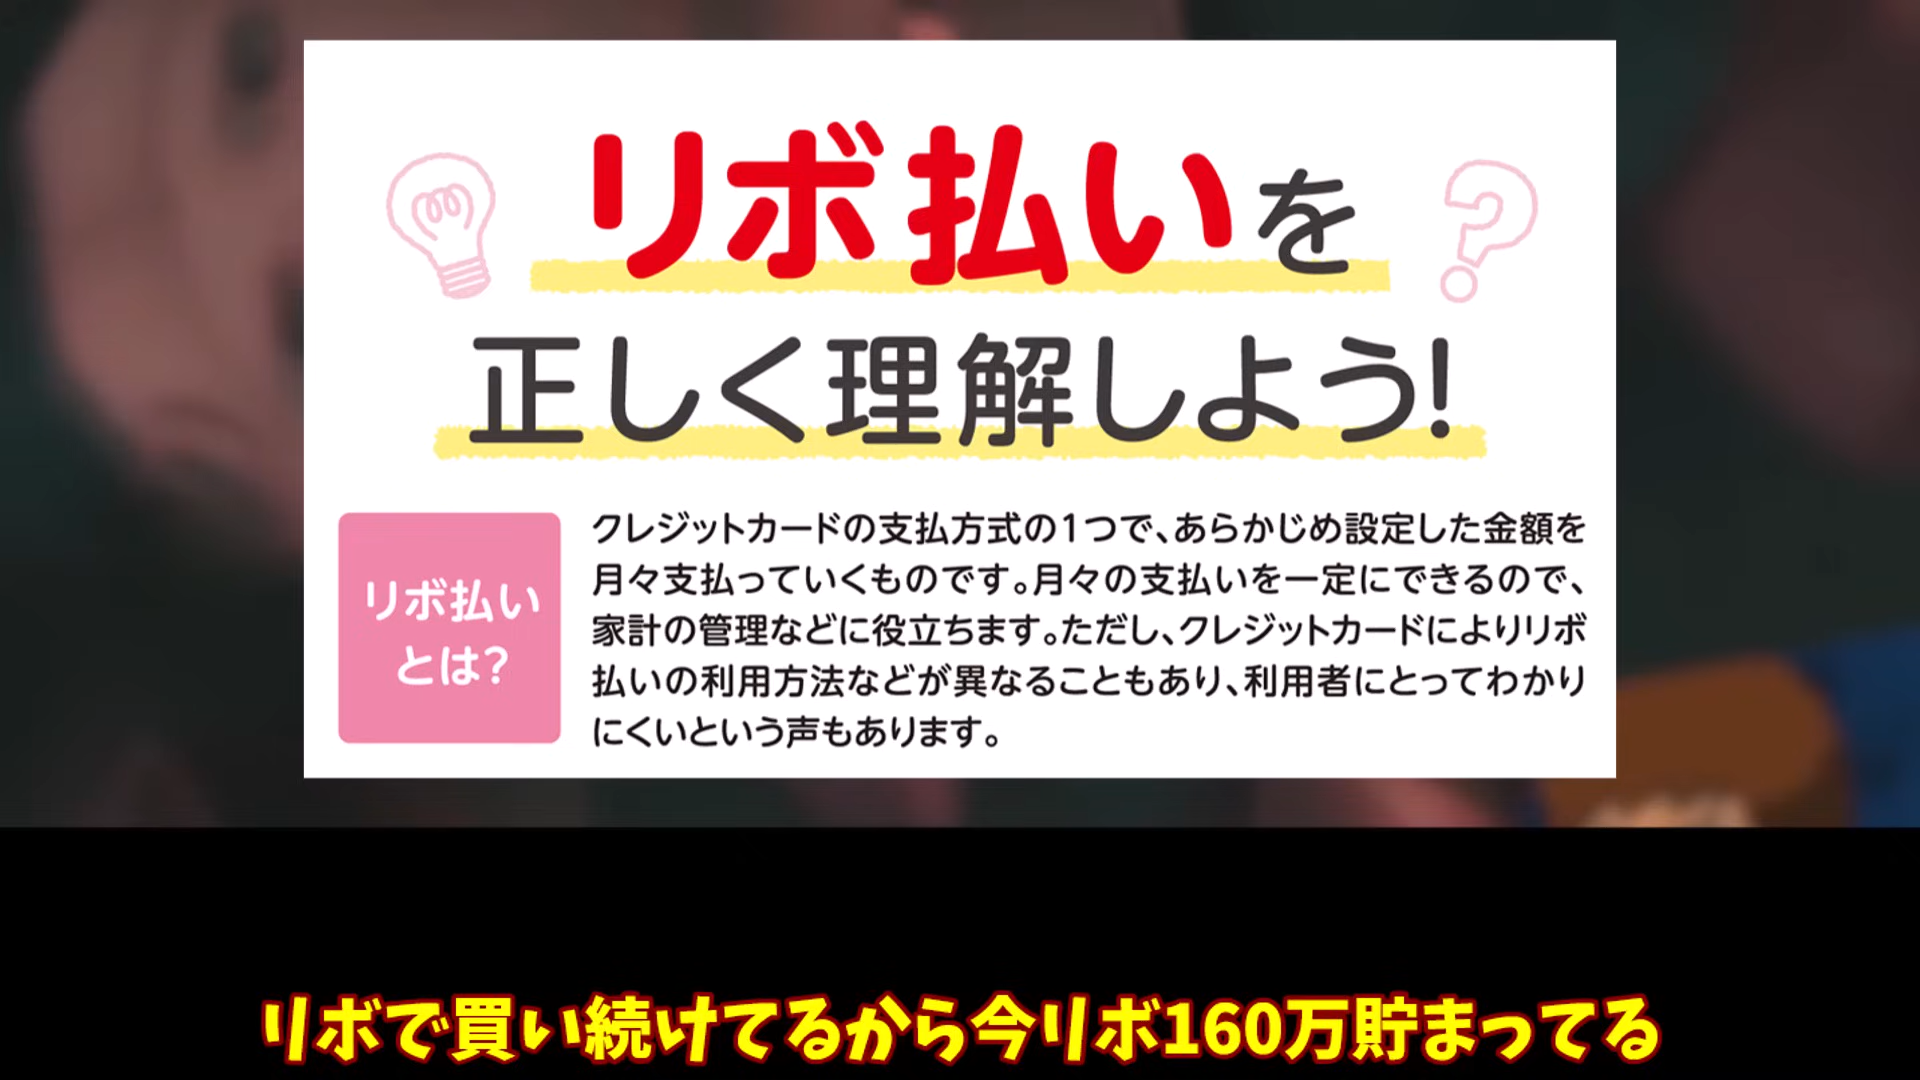 リボ払いを
正しく理解しよう!
リボ払い
とは?
クレジットカードの支払方式の1つで、あらかじめ設定した金額を
月々支払っていくものです。月々の支払いを一定にできるので、
家計の管理などに役立ちます。ただし、クレジットカードによりリボ
払いの利用方法などが異なることもあり、利用者にとってわかり
にくいという声もあります。
リボで買い続けてるから今リボ160万貯まってる